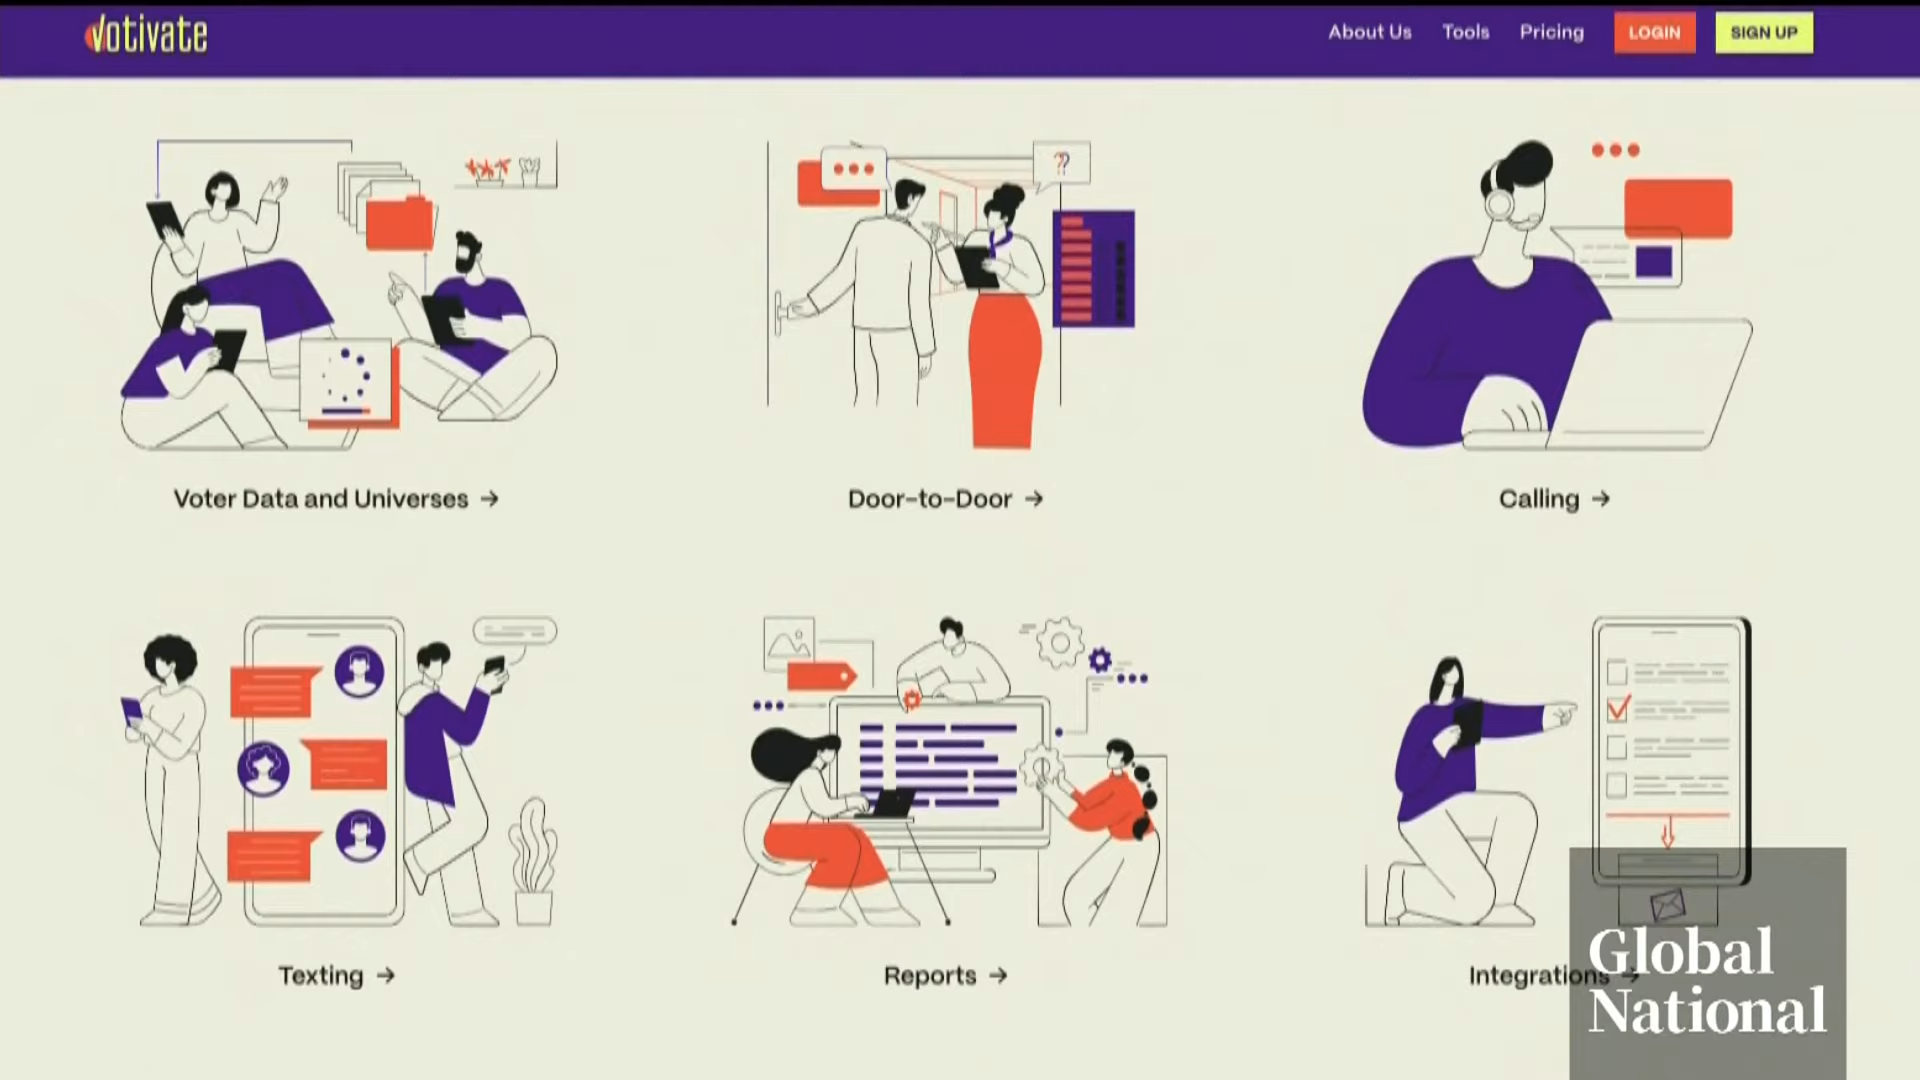 Votivate
About Us Tools Pricing LOGIN SIGN UP
??
Voter Data and Universes →
Door-to-Door →
Calling →
Texting →
Reports →
Integrations →
Global
National